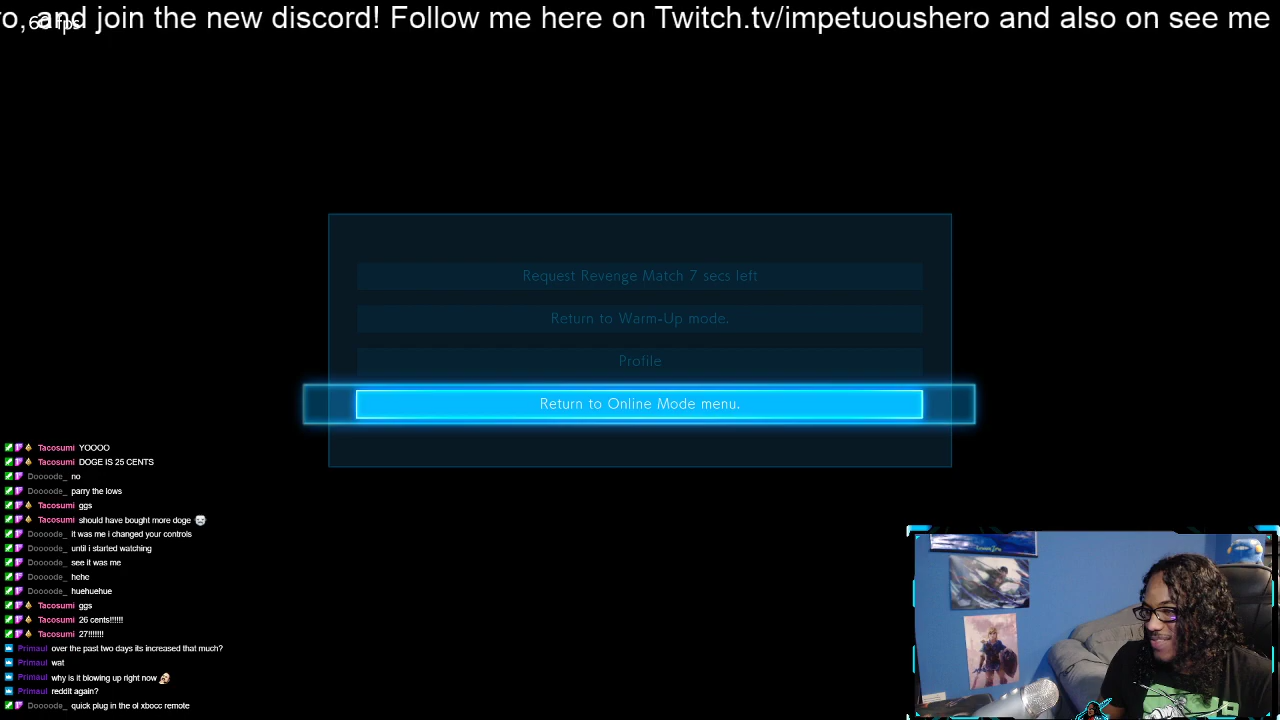 o, and join the new discord! Follow me here on Twitch.tv/impetuoushero and also on see me
60 fps
Request Revenge Match 7 secs left
Return to Warm-Up mode.
Profile
Return to Online Mode menu.
Tacosumi YOOOO
Tacosumi DOGE IS 25 CENTS
Doooode_ no
Doooode_ parry the lows
Tacosumi ggs
Tacosumi should have bought more doge
Doooode_ it was me i changed your controls
Doooode_ until i started watching
Doooode_ see it was me
Doooode_ hehe
Doooode_ huehuehue
Tacosumi ggs
Tacosumi 26 cents!!!!!!
Tacosumi 27!!!!!!!
Primaul over the past two days its increased that much?
Primaul wat
Primaul why is it blowing up right now
Primaul reddit again?
Doooode_ quick plug in the ol xbocc remote